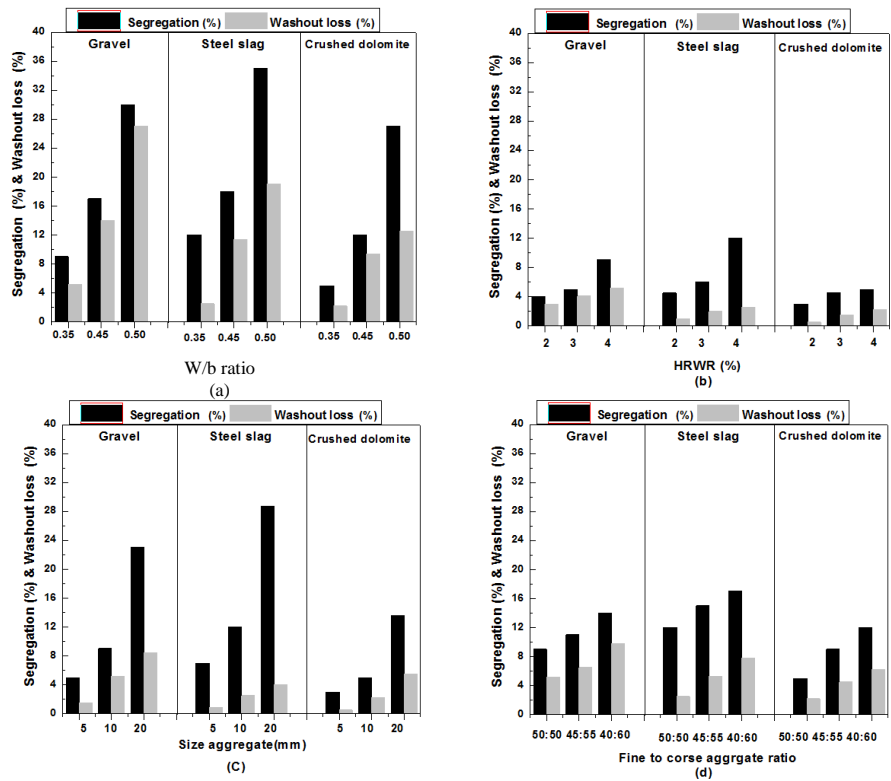 Segregation (%) Washout loss (%)
Gravel Steel slag Crushed dolomite
Segregation (%) & Washout loss (%)
40
36
32
28
24
20
16
12
8
4
0
0.35 0.45 0.50 0.35 0.45 0.50 0.35 0.45 0.50
W/b ratio
(a)
Segregation (%) Washout loss (%)
Gravel Steel slag Crushed dolomite
Segregation (%) & Washout loss (%)
40
36
32
28
24
20
16
12
8
4
0
2 3 4 2 3 4 2 3 4
HRWR (%)
(b)
Segregation (%) Washout loss (%)
Gravel Steel slag Crushed dolomite
Segregation (%) & Washout loss (%)
40
36
32
28
24
20
16
12
8
4
0
5 10 20 5 10 20 5 10 20
Size aggregate(mm)
(C)
Segregation (%) Washout loss (%)
Gravel Steel slag Crushed dolomite
Segregation (%) & Washout loss (%)
40
36
32
28
24
20
16
12
8
4
0
50:50 45:55 40:60 50:50 45:55 40:60 50:50 45:55 40:60
Fine to corse aggrgate ratio
(d)